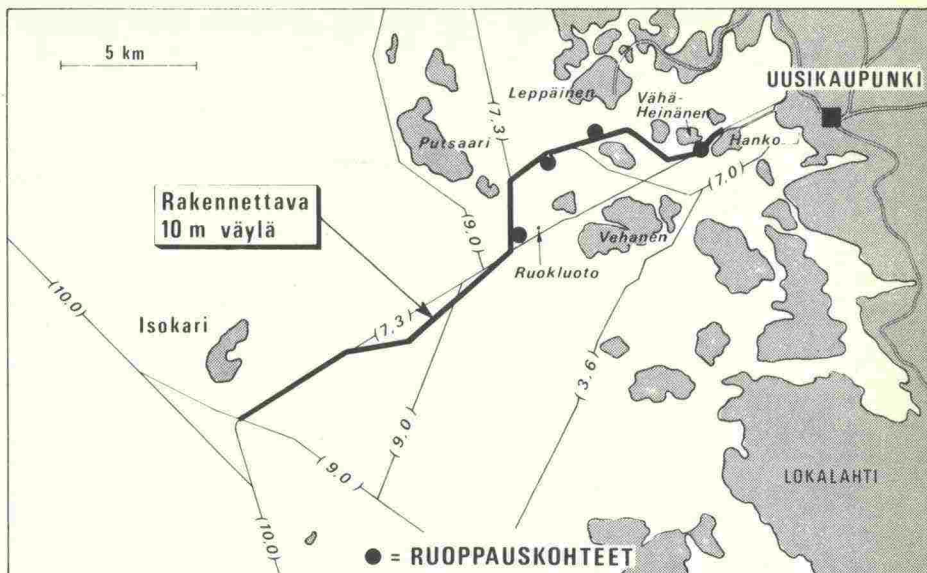 5 km
UUSIKAUPUNKI
Leppäinen
Vähä-
Heinänen
(7,3)
Putsaari
Hanko
(7,0)
Rakennettava
10 m väylä
(9,0)
Vehanen
Ruokluoto
(10,0)
Isokari
(7,3)
3,6
(9,0)
(9,0)
LOKALAHTI
(10,0)
● = RUOPPAUSKOHTEET